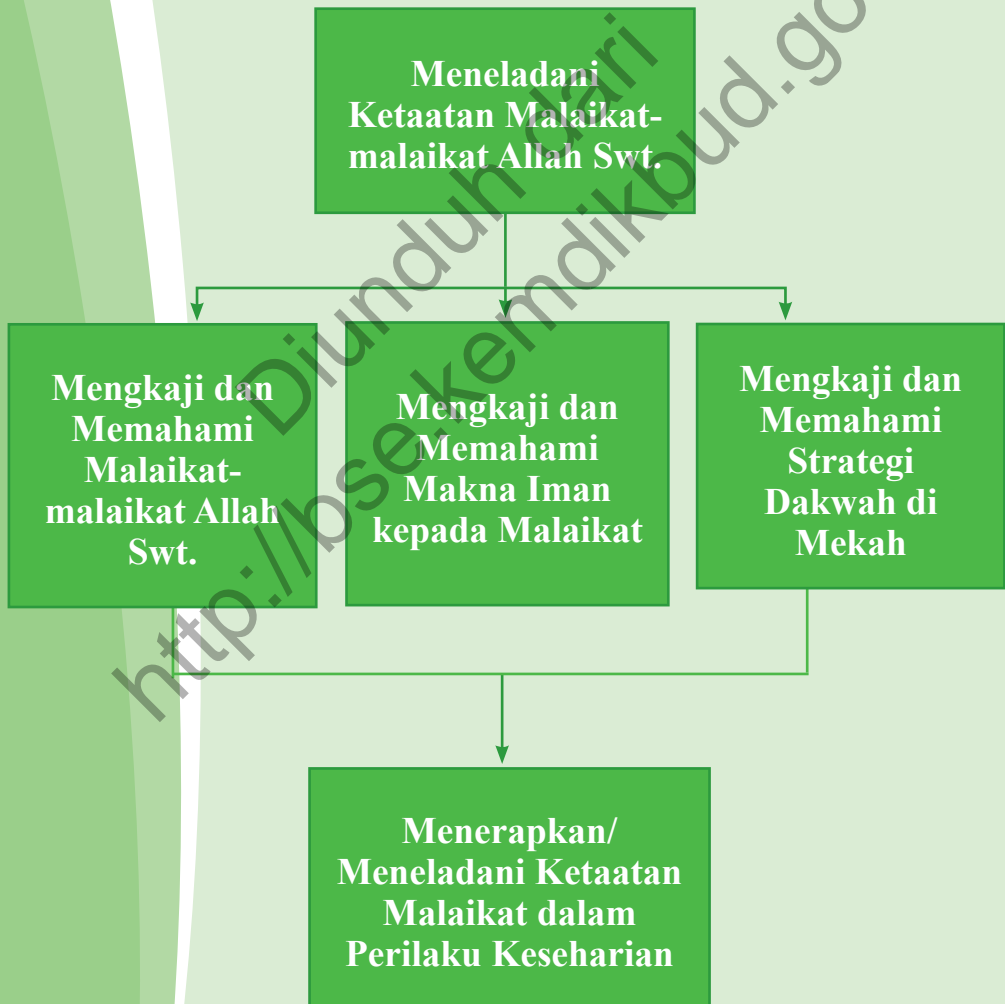 Meneladani
Ketaatan Malaikat-
malaikat Allah Swt.
Mengkaji dan
Memahami
Malaikat-
malaikat Allah
Swt.
Mengkaji dan
Memahami
Makna Iman
kepada Malaikat
Mengkaji dan
Memahami
Strategi
Dakwah di
Mekah
Menerapkan/
Meneladani Ketaatan
Malaikat dalam
Perilaku Keseharian
Diunduh dari
http://bse.kemdikbud.go